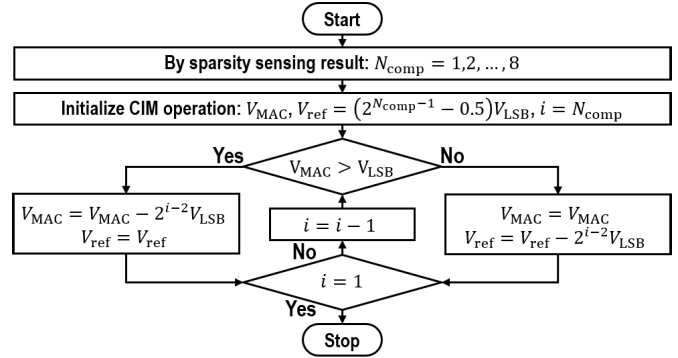 Start
By sparsity sensing result: N_comp = 1,2, … , 8
Initialize CIM operation: V_MAC, V_ref = (2^{N_comp−1} − 0.5)V_LSB, i = N_comp
Yes
V_MAC > V_LSB
No
V_MAC = V_MAC − 2^{i−2}V_LSB
V_ref = V_ref
i = i − 1
V_MAC = V_MAC
V_ref = V_ref − 2^{i−2}V_LSB
No
i = 1
Yes
Stop